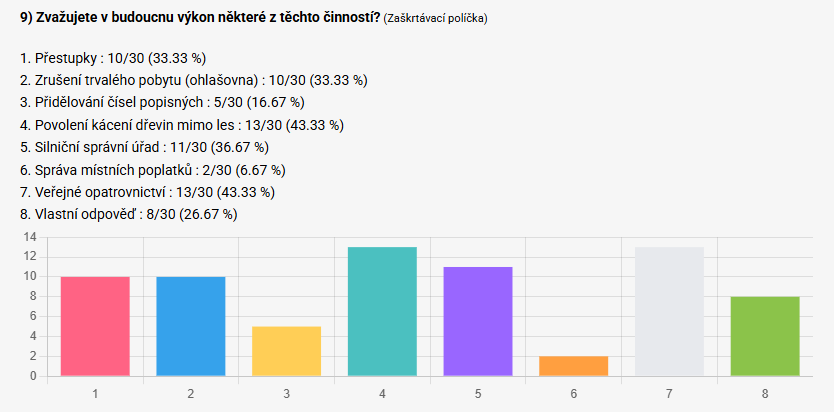 9) Zvažujete v budoucnu výkon některé z těchto činností? (Zaškrtávací políčka)
1. Přestupky : 10/30 (33.33 %)
2. Zrušení trvalého pobytu (ohlašovna) : 10/30 (33.33 %)
3. Přidělování čísel popisných : 5/30 (16.67 %)
4. Povolení kácení dřevin mimo les : 13/30 (43.33 %)
5. Silniční správní úřad : 11/30 (36.67 %)
6. Správa místních poplatků : 2/30 (6.67 %)
7. Veřejné opatrovnictví : 13/30 (43.33 %)
8. Vlastní odpověď : 8/30 (26.67 %)
14
12
10
8
6
4
2
0
1 2 3 4 5 6 7 8